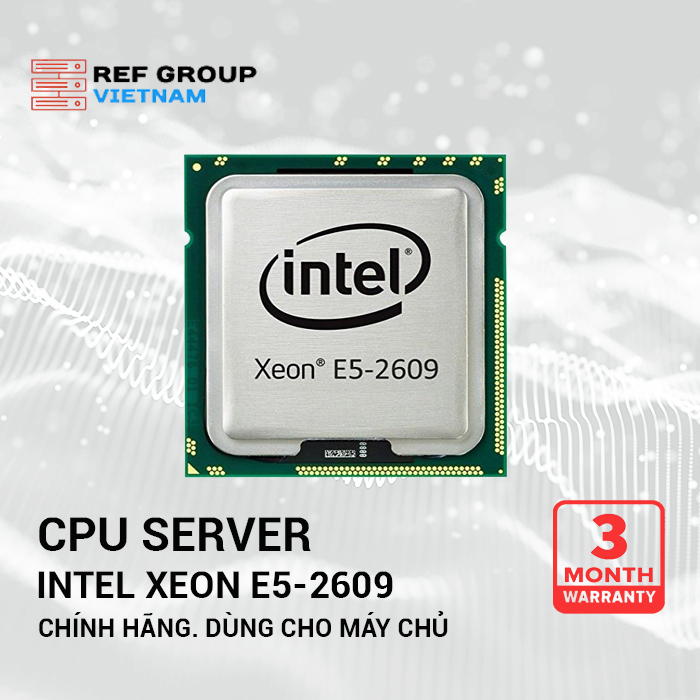 REF GROUP
VIETNAM
intel®
Xeon® E5-2609
CPU SERVER
INTEL XEON E5-2609
CHÍNH HÃNG. DÙNG CHO MÁY CHỦ
3
MONTH
WARRANTY